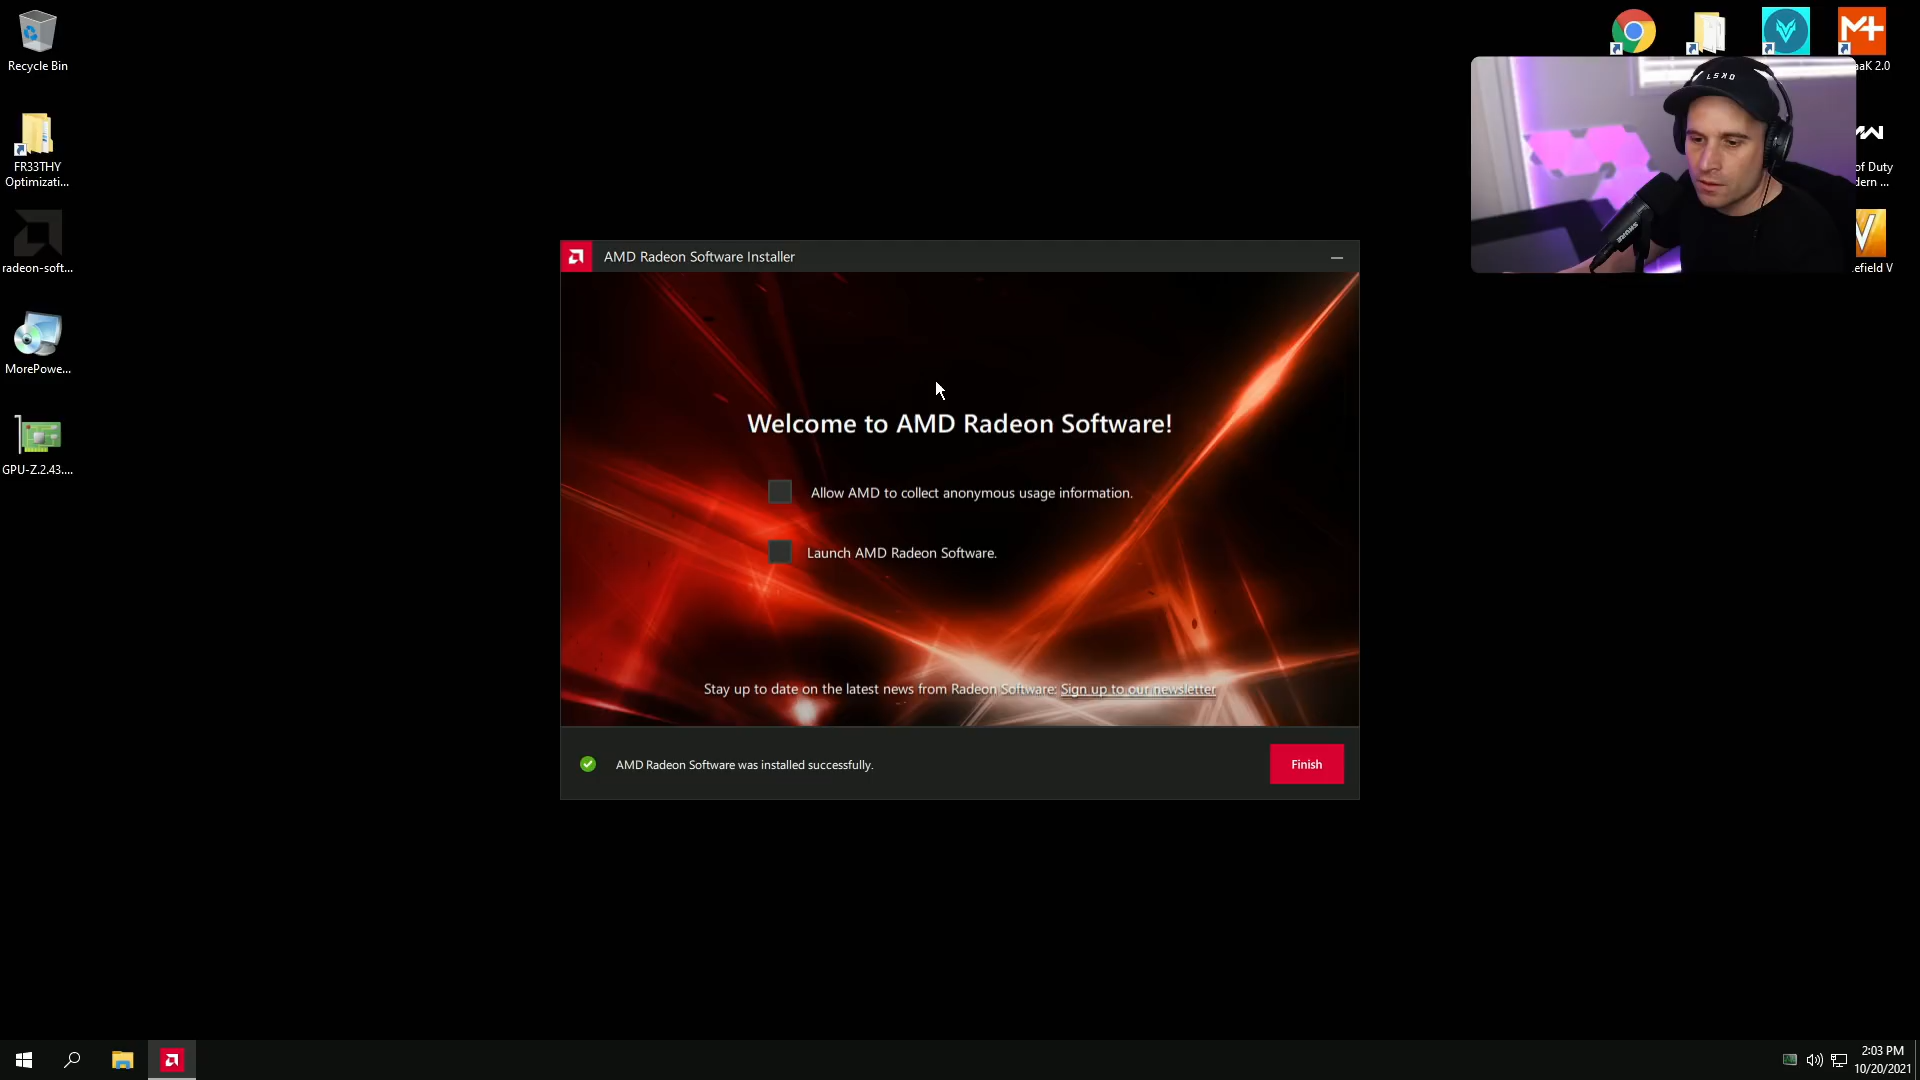 Recycle Bin
FR33THY
Optimizati...
radeon-soft...
MorePowe...
GPU-Z.2.43....
AMD Radeon Software Installer
Welcome to AMD Radeon Software!
Allow AMD to collect anonymous usage information.
Launch AMD Radeon Software.
Stay up to date on the latest news from Radeon Software: Sign up to our newsletter
AMD Radeon Software was installed successfully.
Finish
aaK 2.0
of Duty
dern ...
efield V
SHURE
2:03 PM
10/20/2021